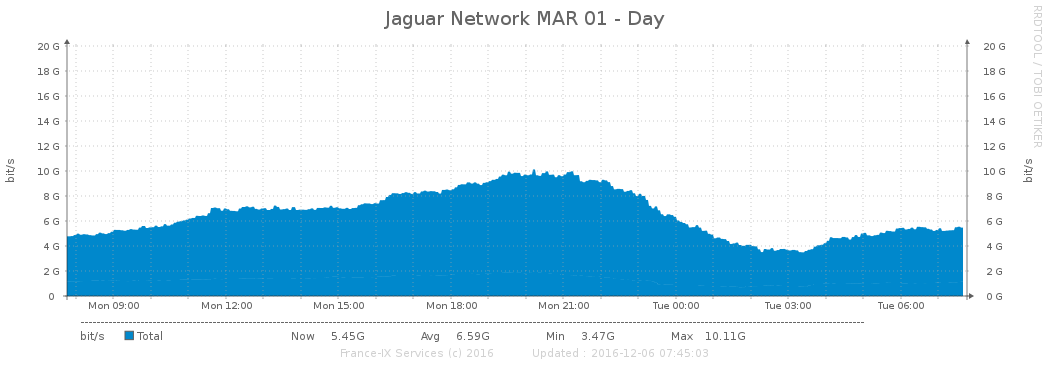 Jaguar Network MAR 01 - Day
RRDTOOL / TOBI OETIKER
20 G 20 G
18 G 18 G
16 G 16 G
14 G 14 G
12 G 12 G
10 G 10 G
8 G 8 G
6 G 6 G
4 G 4 G
2 G 2 G
0 0 G
bit/s bit/s
Mon 09:00 Mon 12:00 Mon 15:00 Mon 18:00 Mon 21:00 Tue 00:00 Tue 03:00 Tue 06:00
bit/s Total Now 5.45G Avg 6.59G Min 3.47G Max 10.11G
France-IX Services (c) 2016 Updated : 2016-12-06 07:45:03